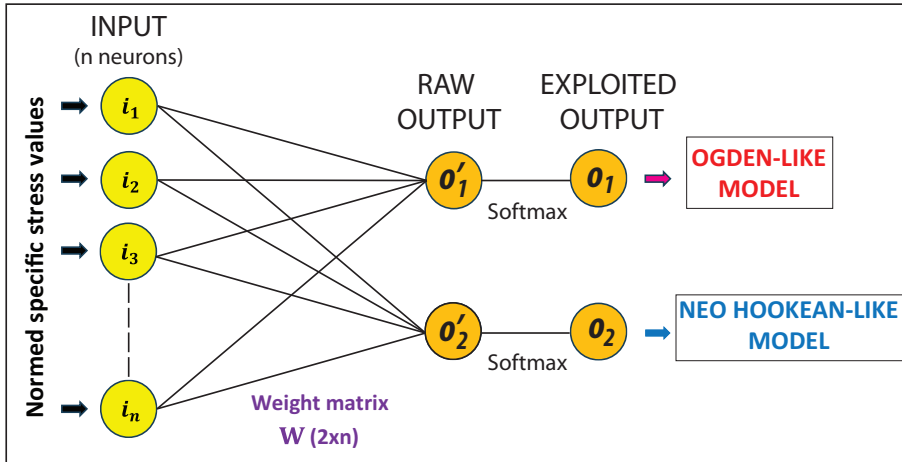 INPUT
(n neurons)
Normed specific stress values
i₁
i₂
i₃
iₙ
Weight matrix
W (2xn)
RAW
OUTPUT
o′₁
o′₂
Softmax
Softmax
EXPLOITED
OUTPUT
o₁
o₂
OGDEN-LIKE
MODEL
NEO HOOKEAN-LIKE
MODEL